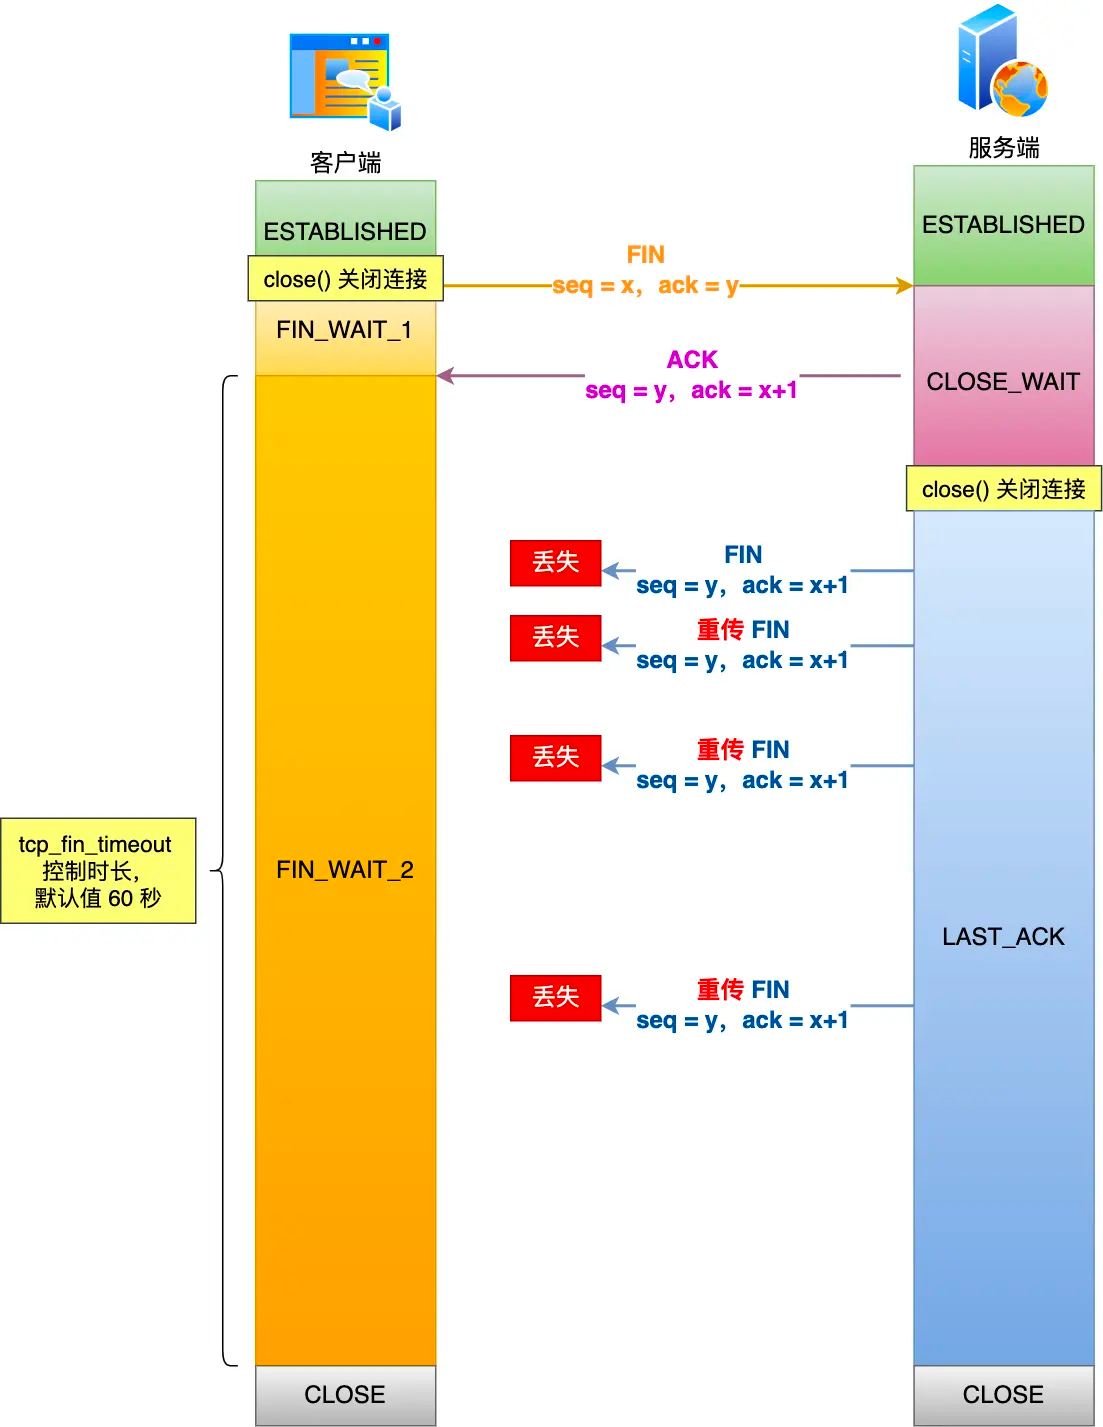 客户端
服务端
ESTABLISHED
ESTABLISHED
close() 关闭连接
FIN
seq = x，ack = y
FIN_WAIT_1
ACK
seq = y，ack = x+1
CLOSE_WAIT
close() 关闭连接
丢失
FIN
seq = y，ack = x+1
丢失
重传 FIN
seq = y，ack = x+1
丢失
重传 FIN
seq = y，ack = x+1
tcp_fin_timeout
控制时长，
默认值 60 秒
FIN_WAIT_2
LAST_ACK
丢失
重传 FIN
seq = y，ack = x+1
CLOSE
CLOSE